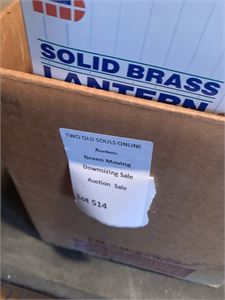 SOLID BRASS
LANTERN
TWO OLD SOULS ONLINE
Auctions
Green Moving
Downsizing Sale
Auction Sale
Lot 514